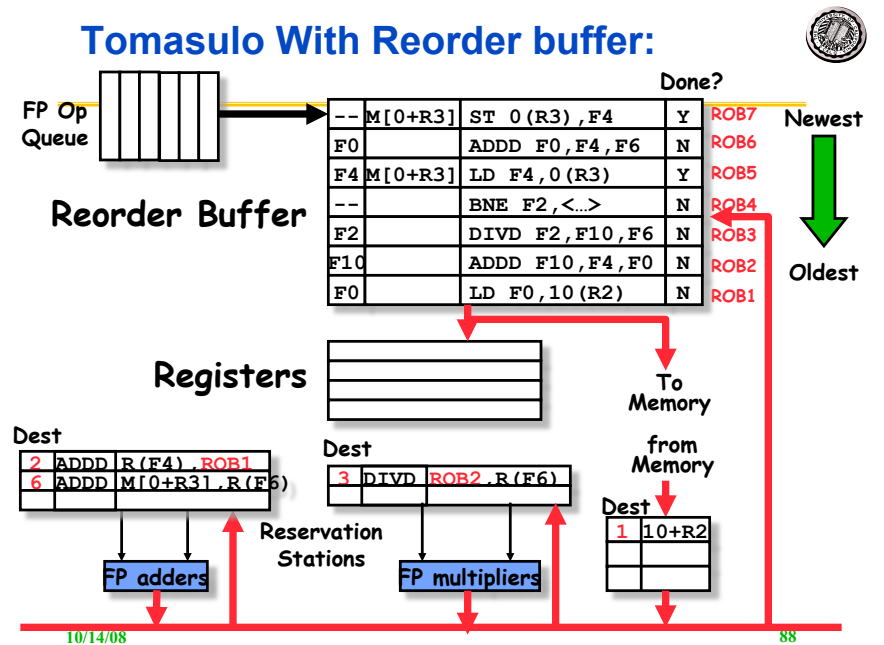 Tomasulo With Reorder buffer:
Done?
FP Op
Queue
-- M[0+R3] ST 0(R3),F4 Y ROB7
Newest
F0 ADDD F0,F4,F6 N ROB6
F4 M[0+R3] LD F4,0(R3) Y ROB5
-- BNE F2,<…> N ROB4
Reorder Buffer
F2 DIVD F2,F10,F6 N ROB3
F10 ADDD F10,F4,F0 N ROB2
Oldest
F0 LD F0,10(R2) N ROB1
Registers
To
Memory
Dest
2 ADDD R(F4),ROB1
6 ADDD M[0+R3],R(F6)
Dest
3 DIVD ROB2,R(F6)
from
Memory
Dest
1 10+R2
Reservation
Stations
FP adders
FP multipliers
10/14/08
88